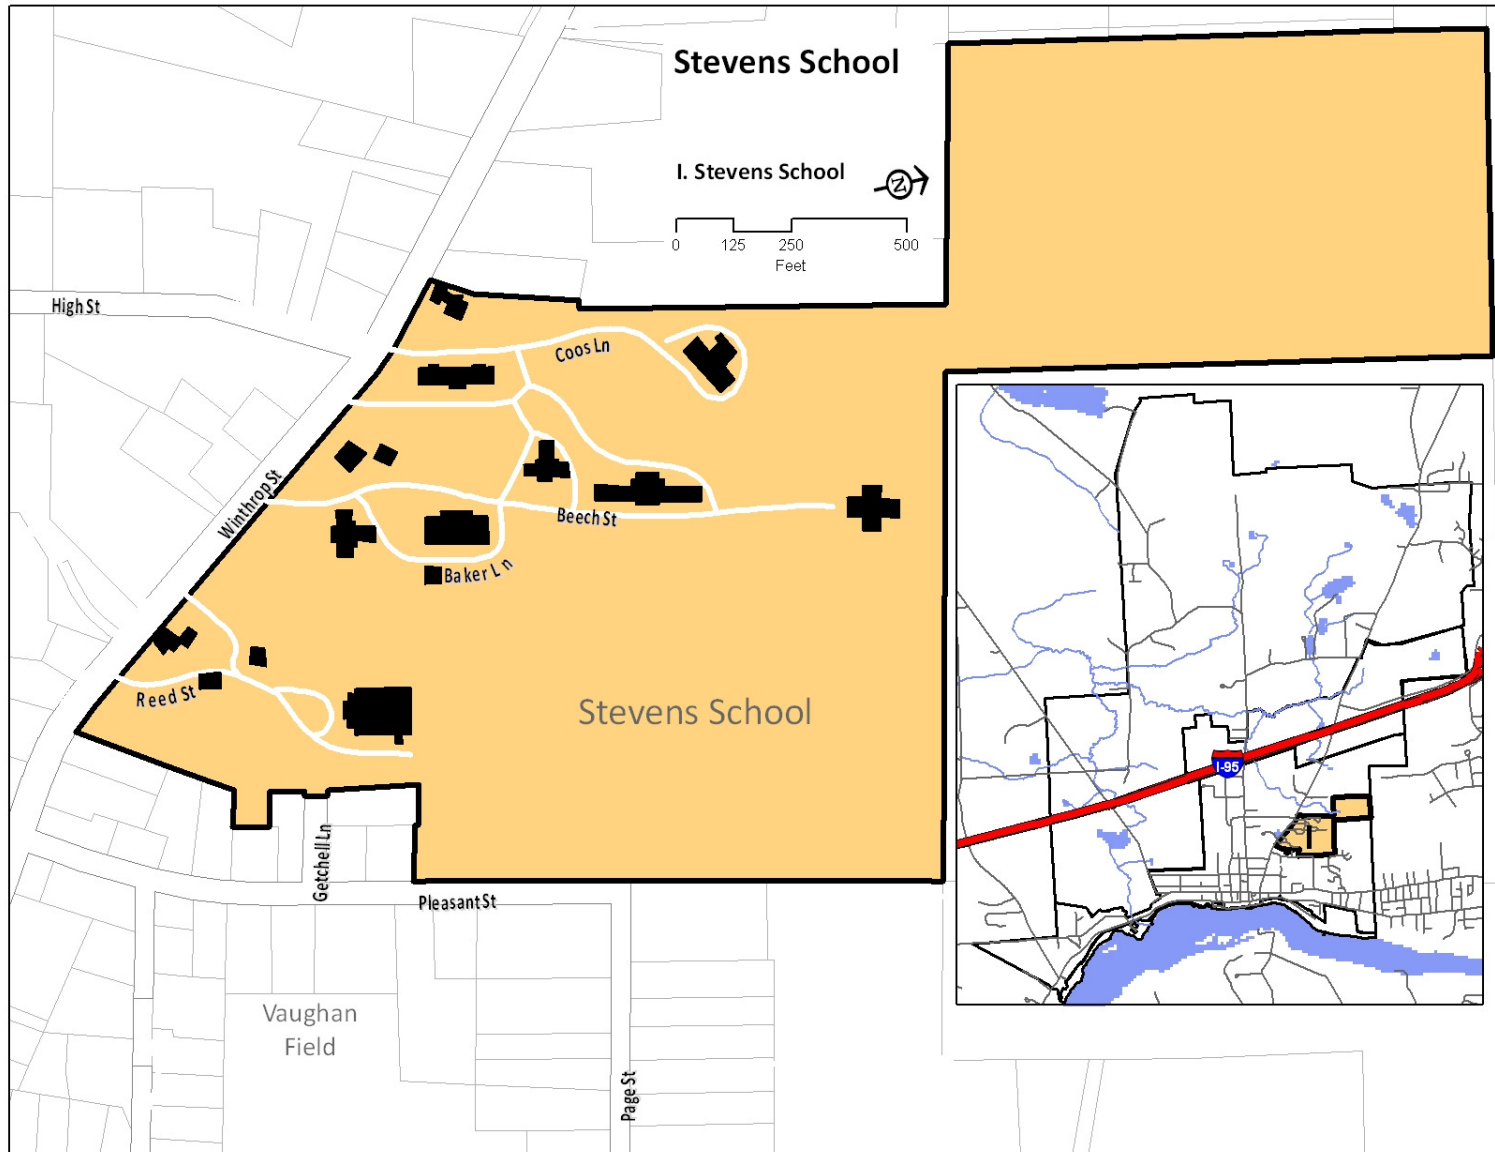 Stevens School
I. Stevens School
N
0 125 250 500
Feet
High St
Coos Ln
Winthrop St
Beech St
Baker Ln
Reed St
Stevens School
I-95
I
Getchell Ln
Pleasant St
Vaughan
Field
Page St